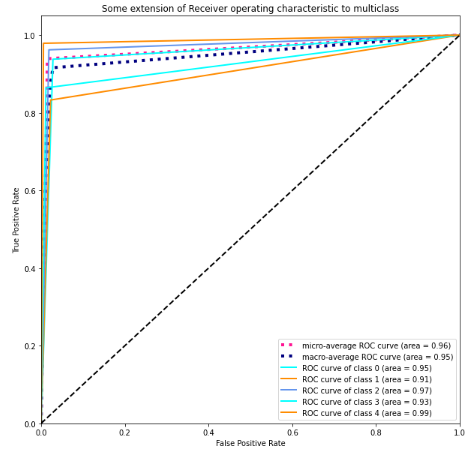 Some extension of Receiver operating characteristic to multiclass
1.0
0.8
0.6
0.4
0.2
0.0
True Positive Rate
micro-average ROC curve (area = 0.96)
macro-average ROC curve (area = 0.95)
ROC curve of class 0 (area = 0.95)
ROC curve of class 1 (area = 0.91)
ROC curve of class 2 (area = 0.97)
ROC curve of class 3 (area = 0.93)
ROC curve of class 4 (area = 0.99)
0.0 0.2 0.4 0.6 0.8 1.0
False Positive Rate